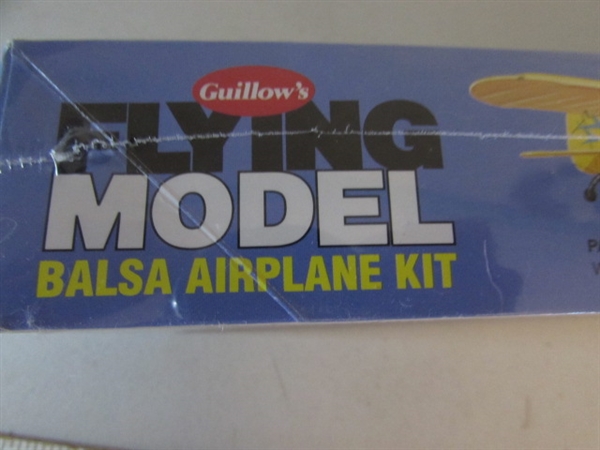 Guillow's
FLYING
MODEL
BALSA AIRPLANE KIT